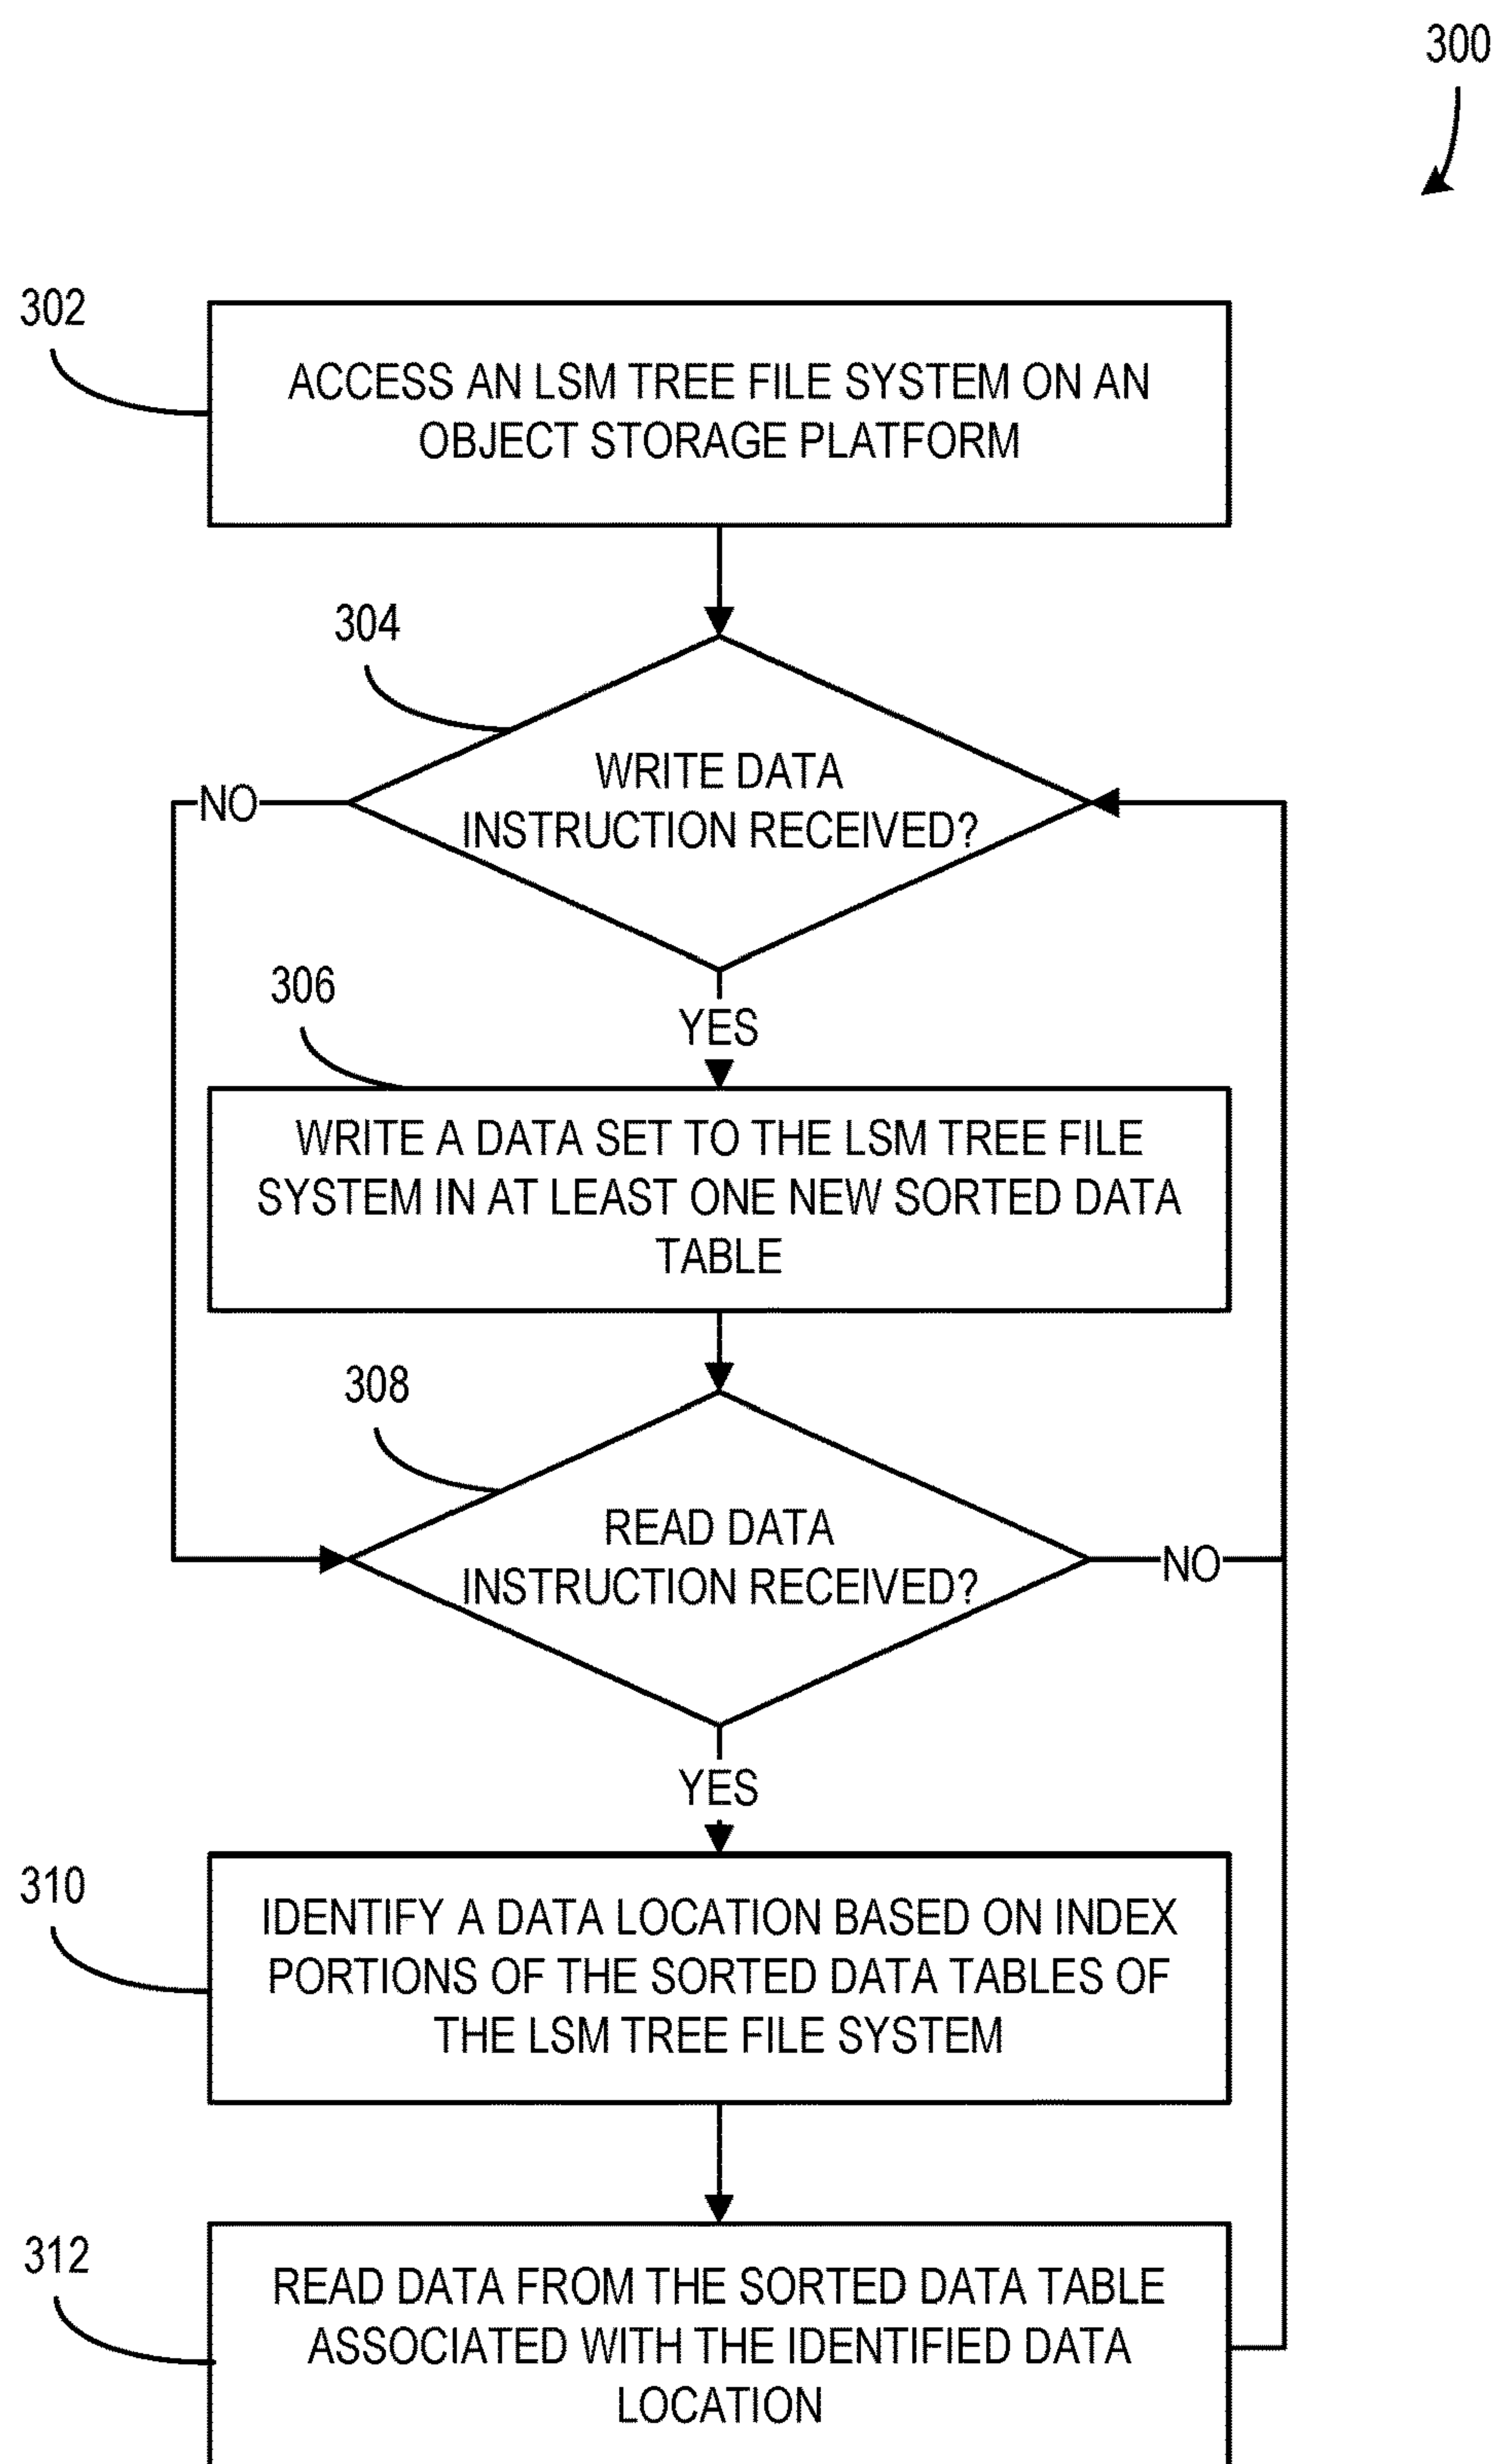 300
302
ACCESS AN LSM TREE FILE SYSTEM ON AN
OBJECT STORAGE PLATFORM
304
WRITE DATA
INSTRUCTION RECEIVED?
NO
YES
306
WRITE A DATA SET TO THE LSM TREE FILE
SYSTEM IN AT LEAST ONE NEW SORTED DATA
TABLE
308
READ DATA
INSTRUCTION RECEIVED?
NO
YES
310
IDENTIFY A DATA LOCATION BASED ON INDEX
PORTIONS OF THE SORTED DATA TABLES OF
THE LSM TREE FILE SYSTEM
312
READ DATA FROM THE SORTED DATA TABLE
ASSOCIATED WITH THE IDENTIFIED DATA
LOCATION